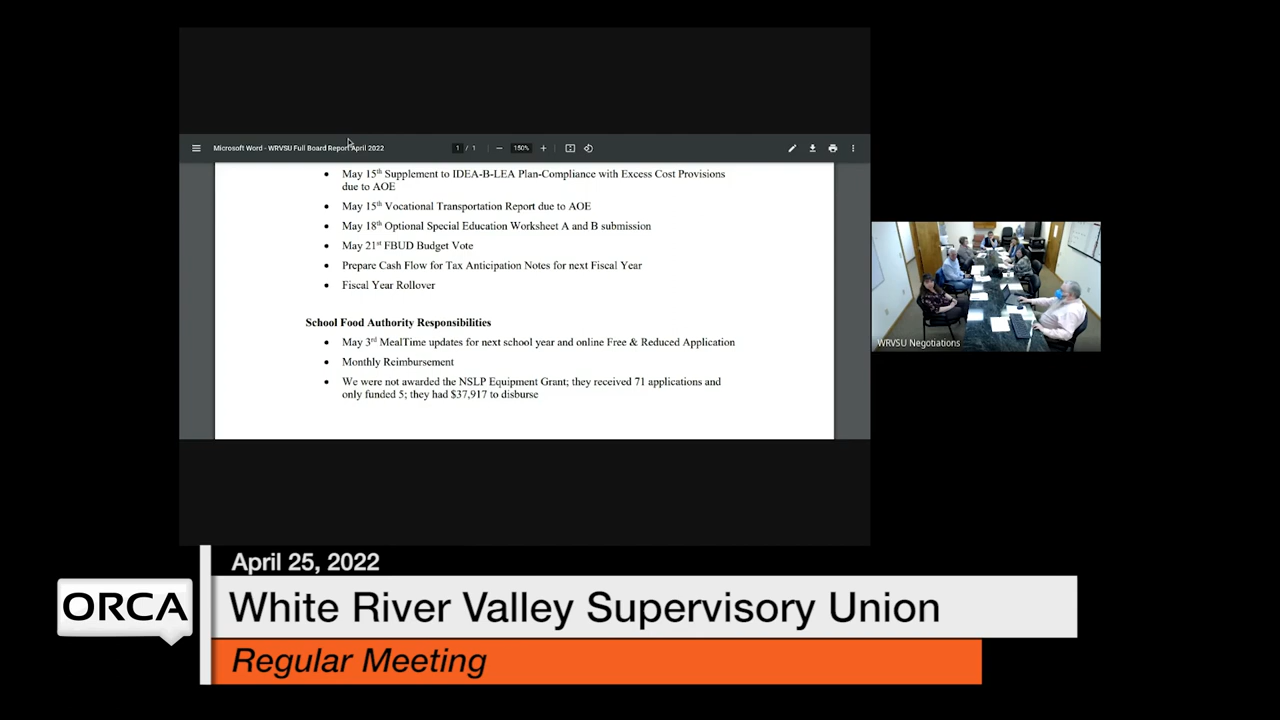 Microsoft Word - WRVSU Full Board Report April 2022
1 / 1
150%
• May 15th Supplement to IDEA-B-LEA Plan-Compliance with Excess Cost Provisions
due to AOE
• May 15th Vocational Transportation Report due to AOE
• May 18th Optional Special Education Worksheet A and B submission
• May 21st FBUD Budget Vote
• Prepare Cash Flow for Tax Anticipation Notes for next Fiscal Year
• Fiscal Year Rollover
School Food Authority Responsibilities
• May 3rd MealTime updates for next school year and online Free & Reduced Application
• Monthly Reimbursement
• We were not awarded the NSLP Equipment Grant; they received 71 applications and
only funded 5; they had $37,917 to disburse
WRVSU Negotiations
April 25, 2022
ORCA
White River Valley Supervisory Union
Regular Meeting